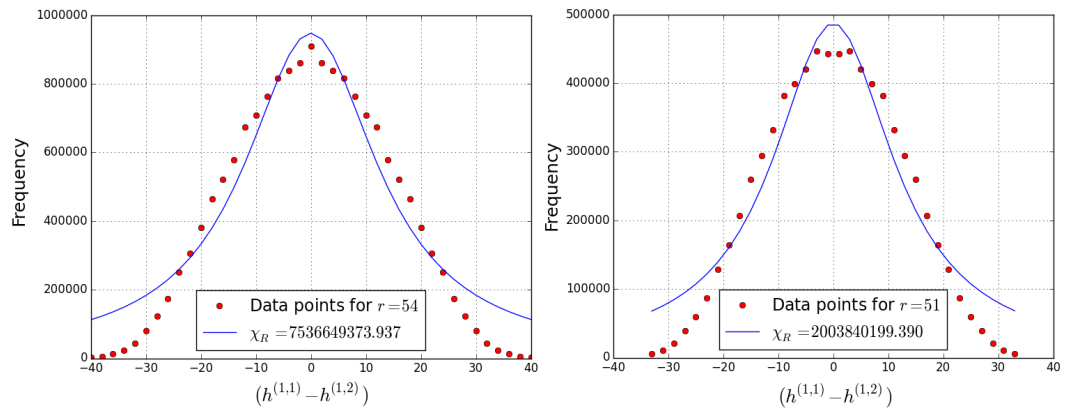 1000000
800000
600000
400000
200000
0
Frequency
−40 −30 −20 −10 0 10 20 30 40
(h^(1,1) − h^(1,2))
Data points for r = 54
χ_R = 7536649373.937
500000
400000
300000
200000
100000
0
Frequency
−40 −30 −20 −10 0 10 20 30 40
(h^(1,1) − h^(1,2))
Data points for r = 51
χ_R = 2003840199.390